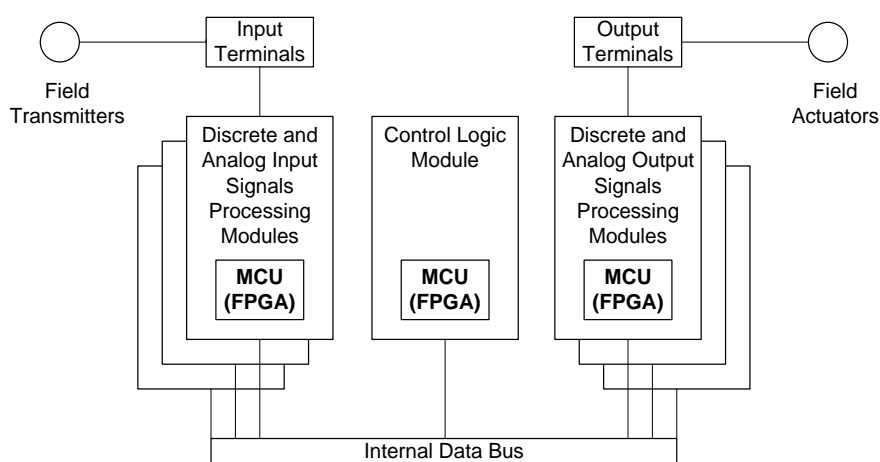 Input
Terminals
Output
Terminals
Field
Transmitters
Field
Actuators
Discrete and
Analog Input
Signals
Processing
Modules
MCU
(FPGA)
Control Logic
Module
MCU
(FPGA)
Discrete and
Analog Output
Signals
Processing
Modules
MCU
(FPGA)
Internal Data Bus